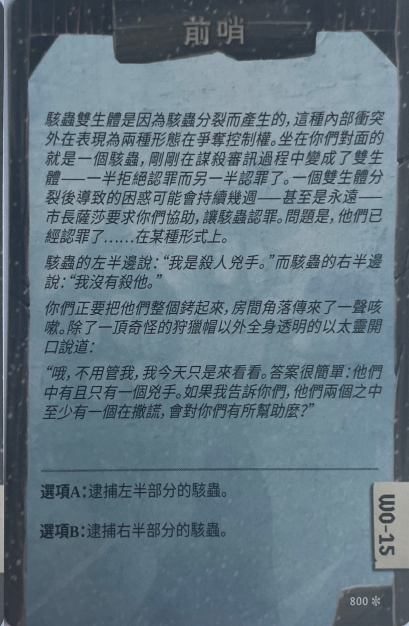 前哨
駭蟲雙生體是因為駭蟲分裂而產生的，這種內部衝突
外在表現為兩種形態在爭奪控制權。坐在你們對面的
就是一個駭蟲，剛剛在謀殺審訊過程中變成了雙生
體——一半拒絕認罪而另一半認罪了。一個雙生體分
裂後導致的困惑可能會持續幾週——甚至是永遠——
市長薩莎要求你們協助，讓駭蟲認罪。問題是，他們已
經認罪了……在某種形式上。
駭蟲的左半邊說：“我是殺人兇手。”而駭蟲的右半邊
說：“我沒有殺他。”
你們正要把他們整個銬起來，房間角落傳來了一聲咳
嗽。除了一頂奇怪的狩獵帽以外全身透明的以太靈開
口說道：
“哦，不用管我，我今天只是來看看。答案很簡單：他們
中有且只有一個兇手。如果我告訴你們，他們兩個之中
至少有一個在撒謊，會對你們有所幫助麼？”
選項A：逮捕左半部分的駭蟲。
選項B：逮捕右半部分的駭蟲。
WO-15
800 ✻